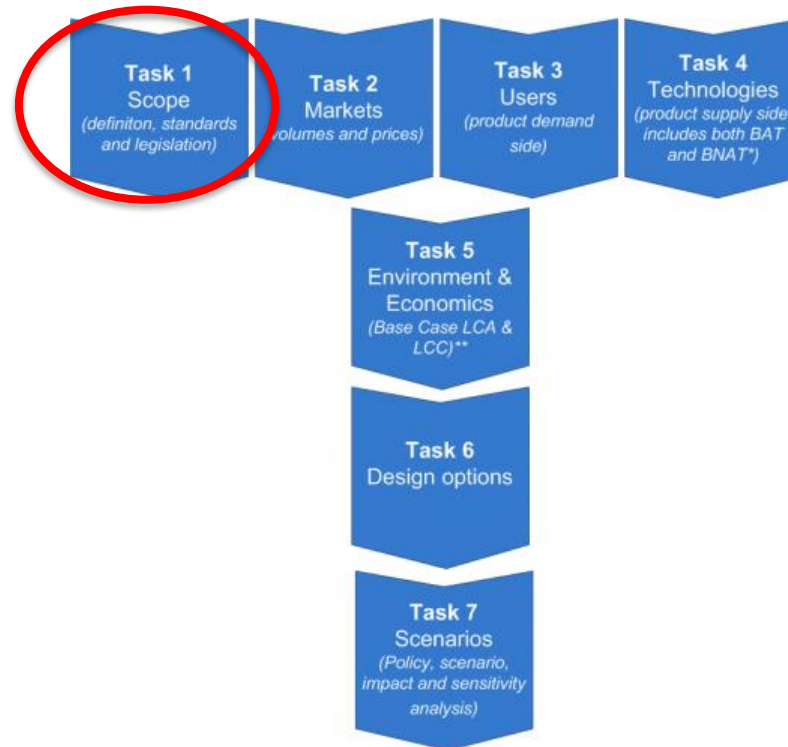 Task 1
Scope
(definiton, standards
and legislation)
Task 2
Markets
(volumes and prices)
Task 3
Users
(product demand
side)
Task 4
Technologies
(product supply side
includes both BAT
and BNAT*)
Task 5
Environment &
Economics
(Base Case LCA &
LCC)**
Task 6
Design options
Task 7
Scenarios
(Policy, scenario,
impact and sensitivity
analysis)